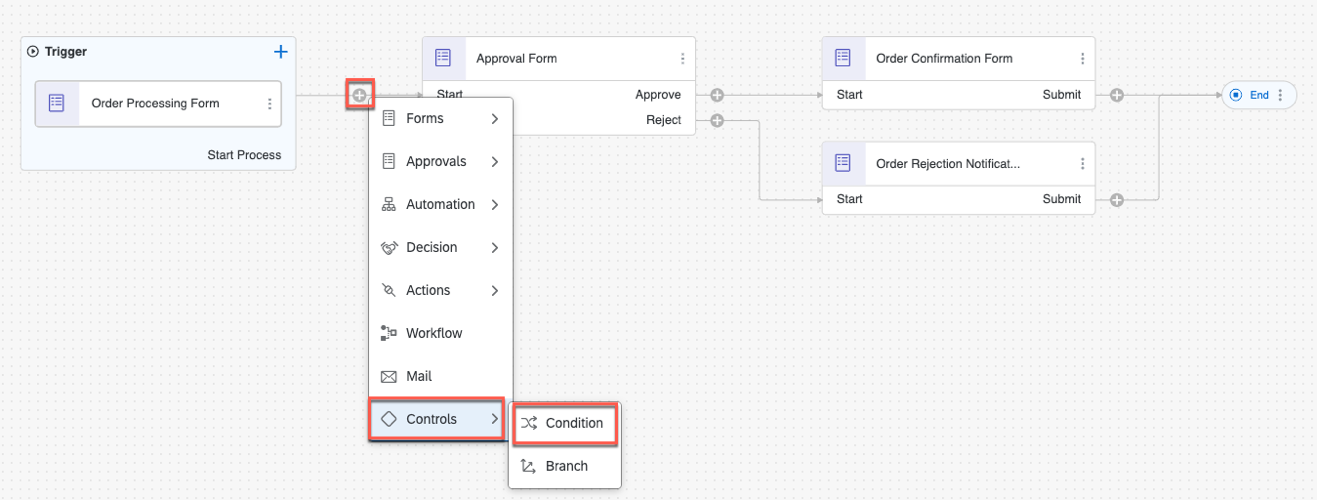 Trigger
Order Processing Form
Start Process
Approval Form
Start
Approve
Reject
Order Confirmation Form
Start
Submit
Order Rejection Notificat...
Start
Submit
End
Forms
Approvals
Automation
Decision
Actions
Workflow
Mail
Controls
Condition
Branch